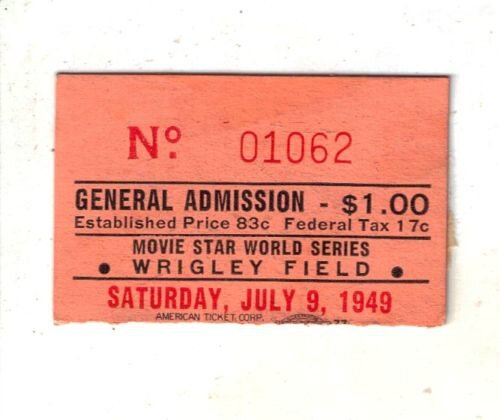 Nº 01062
GENERAL ADMISSION - $1.00
Established Price 83c Federal Tax 17c
MOVIE STAR WORLD SERIES
• WRIGLEY FIELD •
SATURDAY, JULY 9, 1949
AMERICAN TICKET CORP.